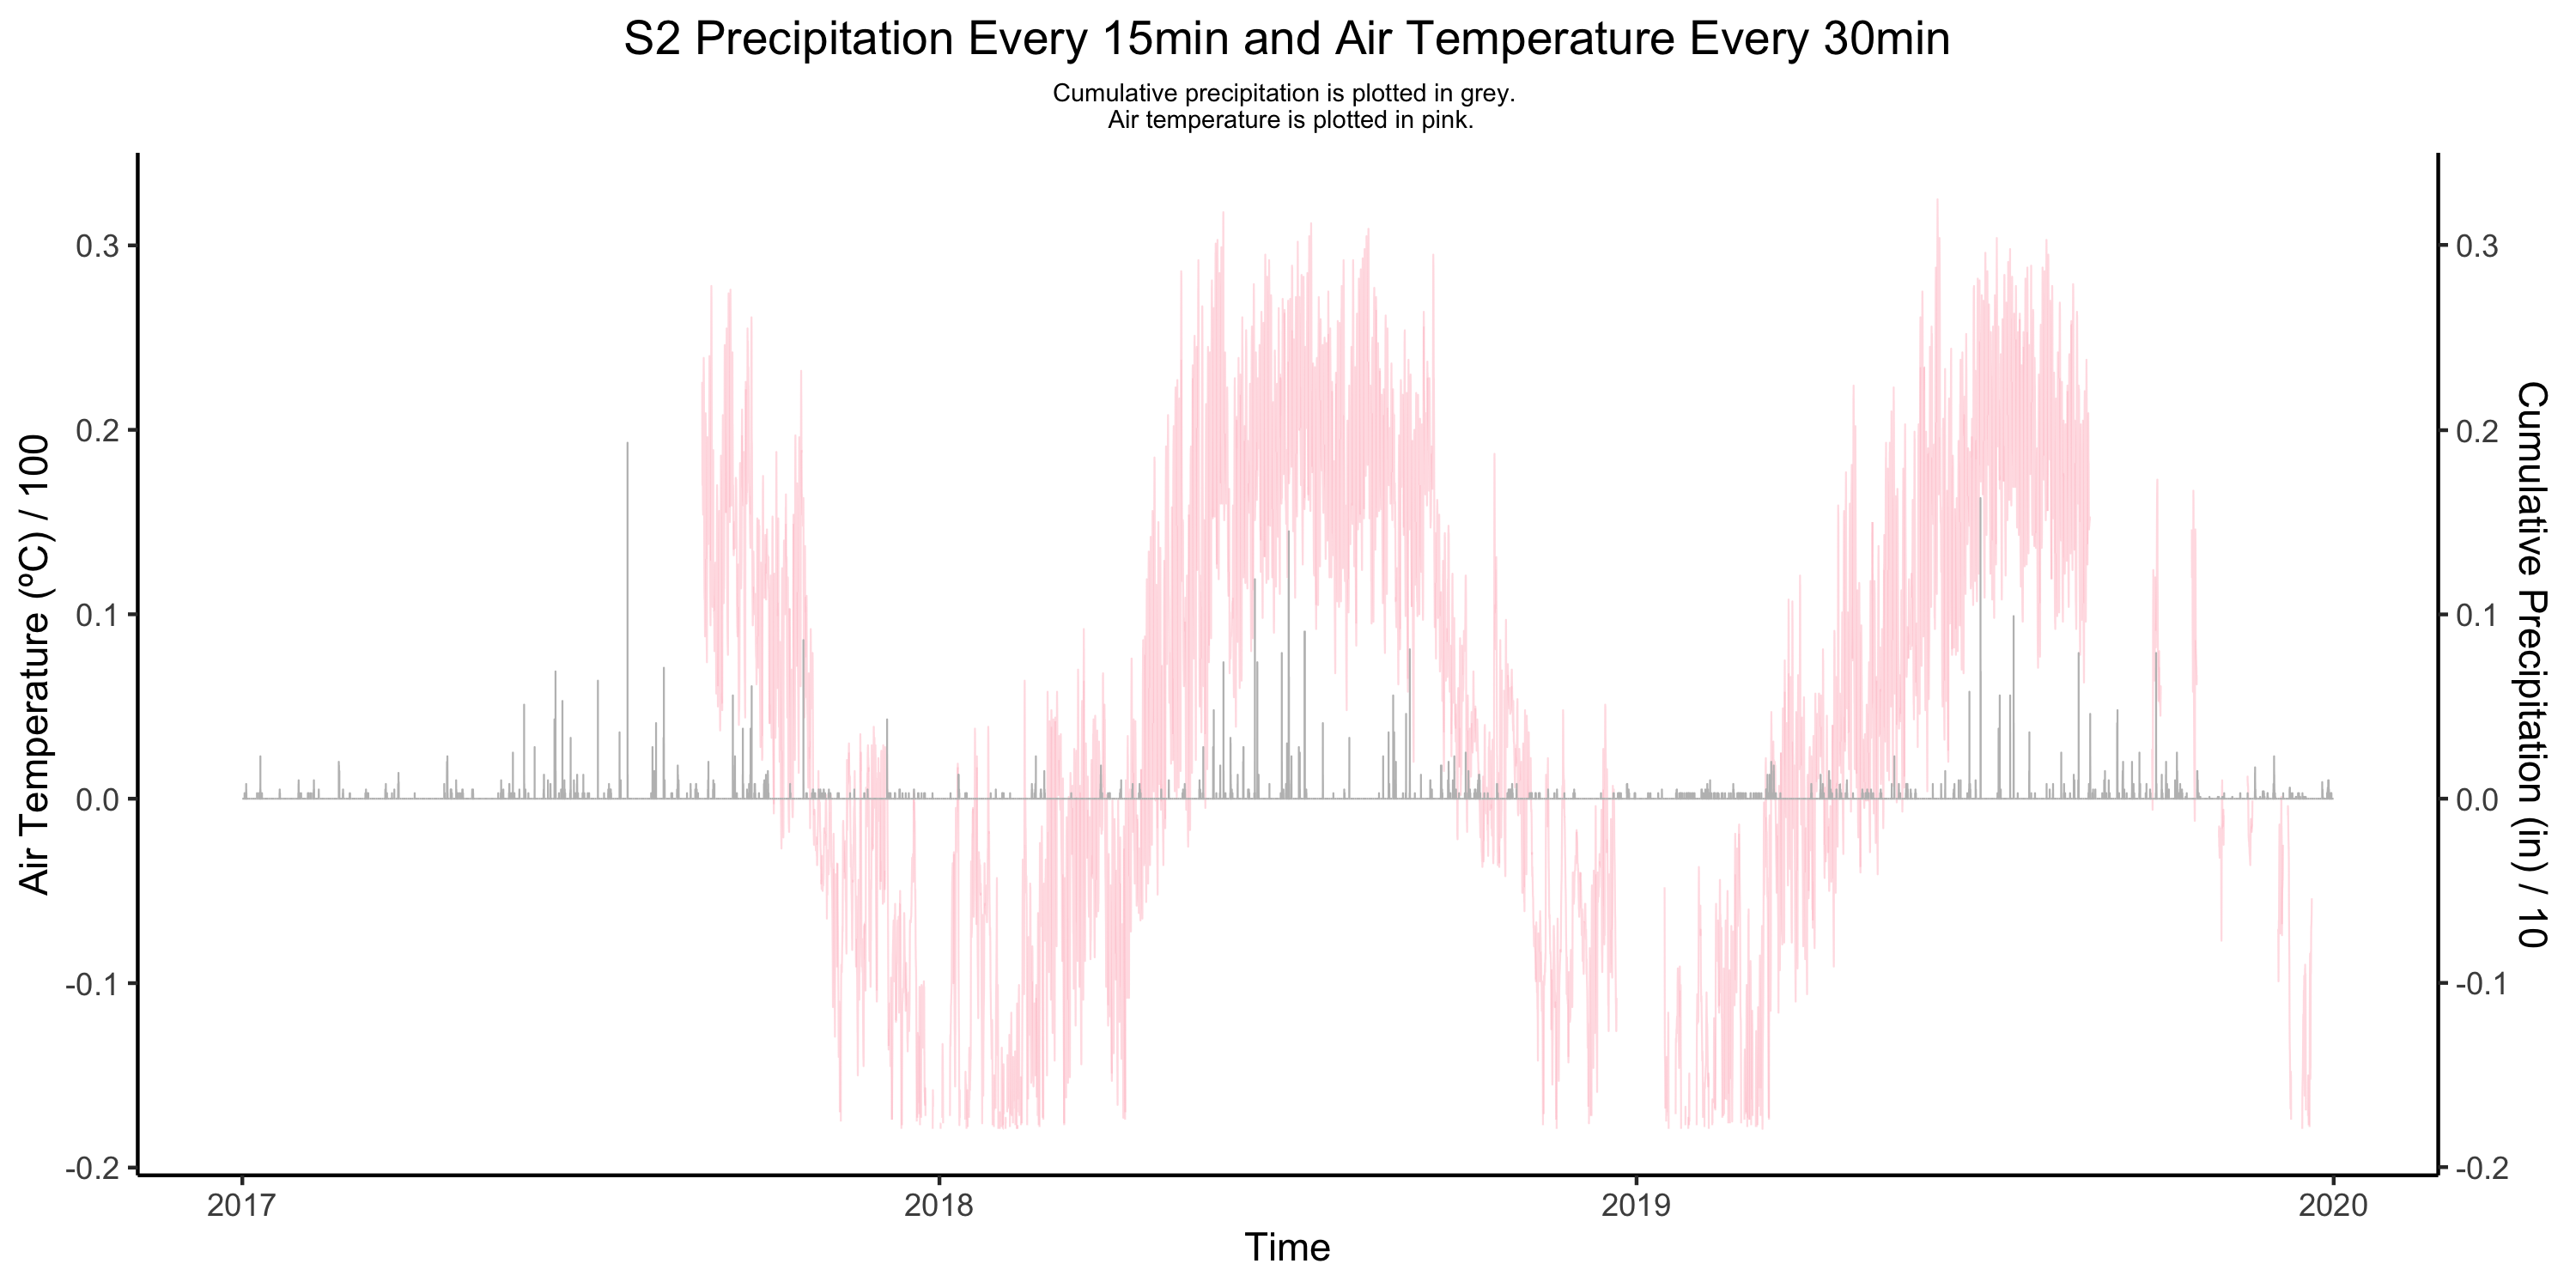 S2 Precipitation Every 15min and Air Temperature Every 30min
Cumulative precipitation is plotted in grey.
Air temperature is plotted in pink.
Air Temperature (ºC) / 100
0.3
0.2
0.1
0.0
-0.1
-0.2
0.3
0.2
0.1
0.0
-0.1
-0.2
Cumulative Precipitation (in) / 10
2017
2018
2019
2020
Time